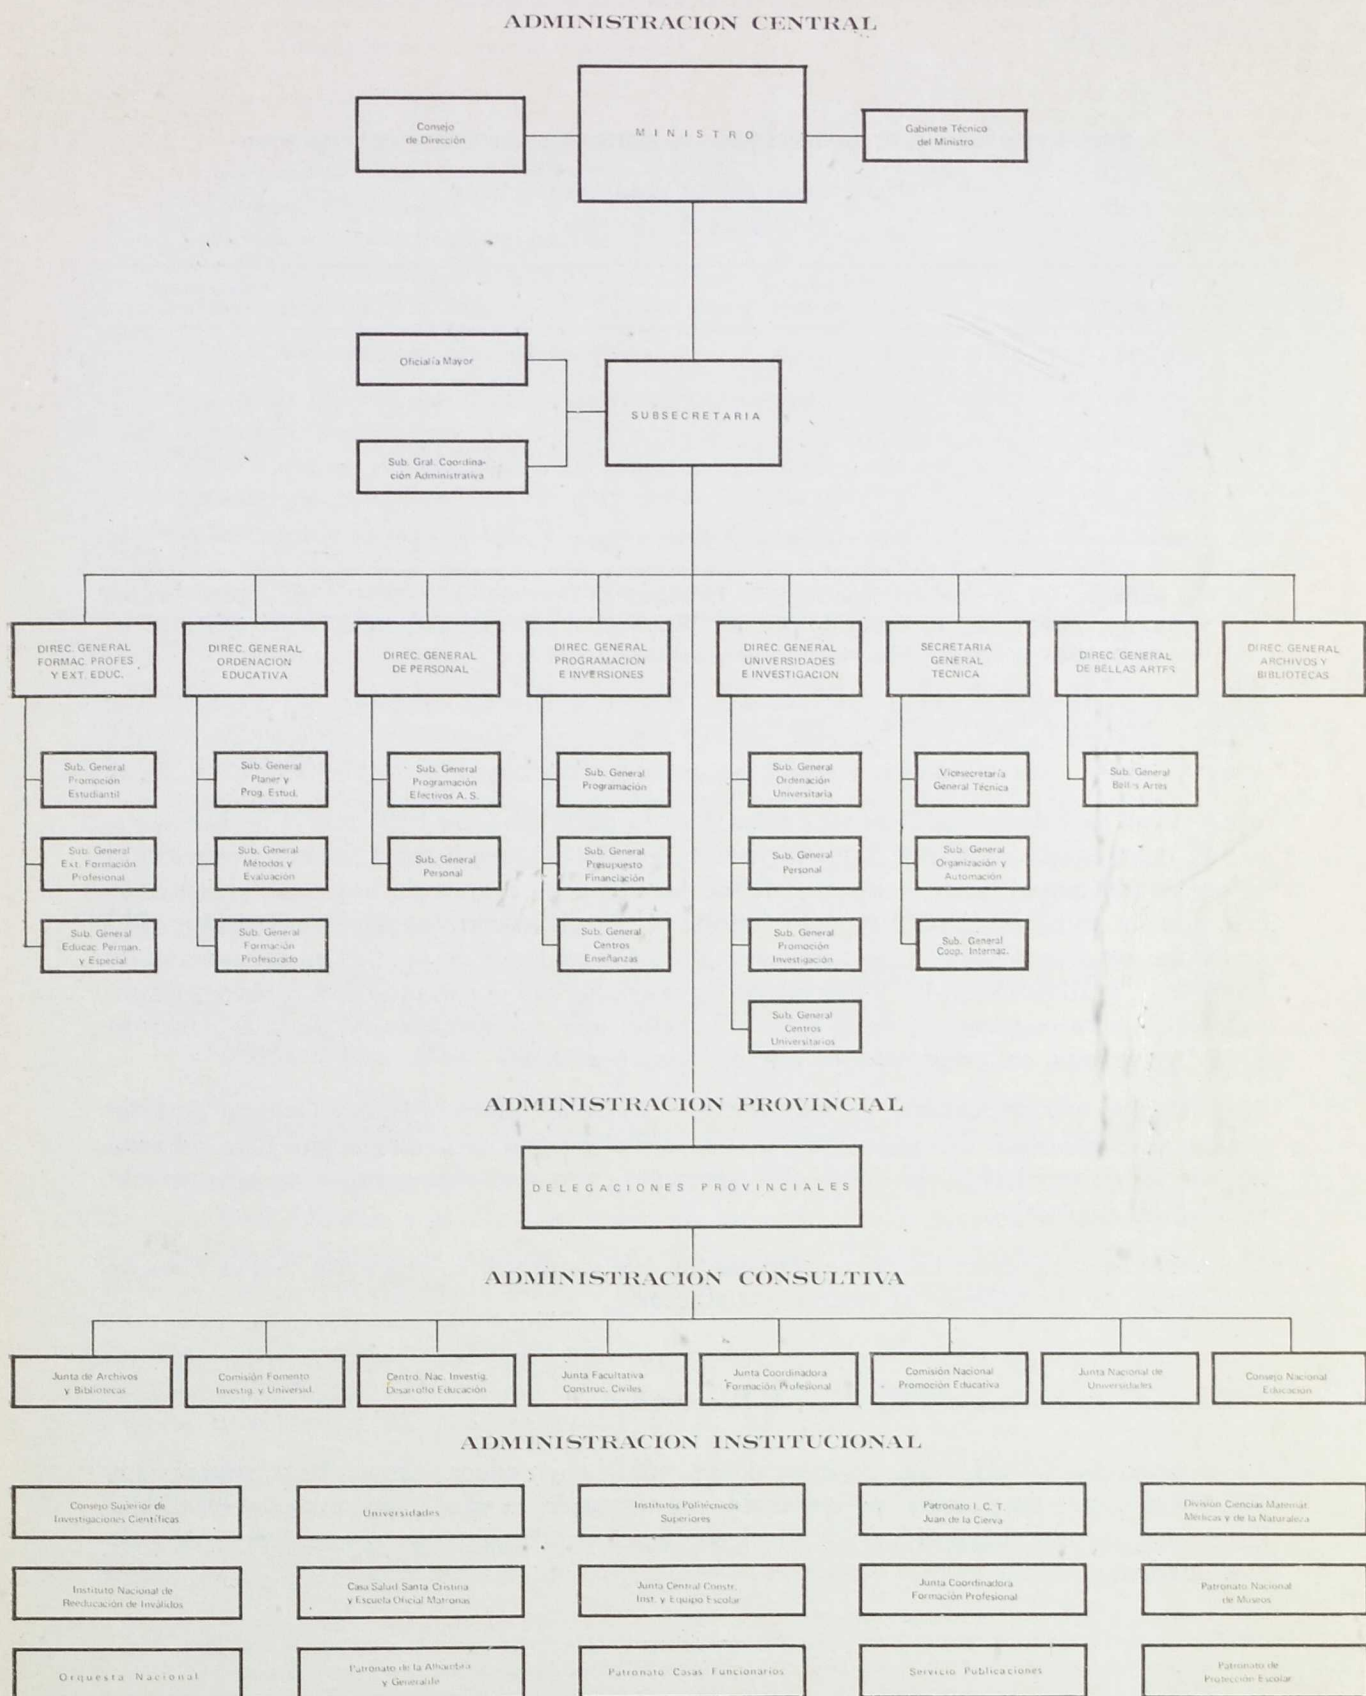 ADMINISTRACION CENTRAL
Consejo
de Dirección
MINISTRO
Gabinete Técnico
del Ministro
Oficialía Mayor
SUBSECRETARIA
Sub. Gral. Coordina-
ción Administrativa
DIREC. GENERAL
FORMAC. PROFES
Y EXT. EDUC.
DIREC. GENERAL
ORDENACION
EDUCATIVA
DIREC. GENERAL
DE PERSONAL
DIREC. GENERAL
PROGRAMACION
E INVERSIONES
DIREC. GENERAL
UNIVERSIDADES
E INVESTIGACION
SECRETARIA
GENERAL
TECNICA
DIREC. GENERAL
DE BELLAS ARTES
DIREC. GENERAL
ARCHIVOS Y
BIBLIOTECAS
Sub. General
Promoción
Estudiantil
Sub. General
Planer y
Prog. Estud.
Sub. General
Programación
Efectivos A. S.
Sub. General
Programación
Sub. General
Ordenación
Universitaria
Vicesecretaría
General Técnica
Sub. General
Bellas Artes
Sub. General
Ext. Formación
Profesional
Sub. General
Métodos y
Evaluación
Sub. General
Personal
Sub. General
Presupuesto
Financiación
Sub. General
Personal
Sub. General
Organización y
Automación
Sub. General
Educac. Perman.
y Especial
Sub. General
Formación
Profesorado
Sub. General
Centros
Enseñanzas
Sub. General
Promoción
Investigación
Sub. General
Coop. Internac.
Sub. General
Centros
Universitarios
ADMINISTRACION PROVINCIAL
DELEGACIONES PROVINCIALES
ADMINISTRACION CONSULTIVA
Junta de Archivos
y Bibliotecas
Comisión Fomento
Investig. y Universid.
Centro. Nac. Investig.
Desarrollo Educación
Junta Facultativa
Construc. Civiles
Junta Coordinadora
Formación Profesional
Comisión Nacional
Promoción Educativa
Junta Nacional de
Universidades
Consejo Nacional
Educación
ADMINISTRACION INSTITUCIONAL
Consejo Superior de
Investigaciones Científicas
Universidades
Institutos Politécnicos
Superiores
Patronato I. C. T.
Juan de la Cierva
División Ciencias Matemát.
Médicas y de la Naturaleza
Instituto Nacional de
Reeducación de Inválidos
Casa Salud Santa Cristina
y Escuela Oficial Matronas
Junta Central Constr.
Inst. y Equipo Escolar
Junta Coordinadora
Formación Profesional
Patronato Nacional
de Museos
Orquesta Nacional
Patronato de la Alhambra
y Generalife
Patronato Casas Funcionarios
Servicio Publicaciones
Patronato de
Protección Escolar